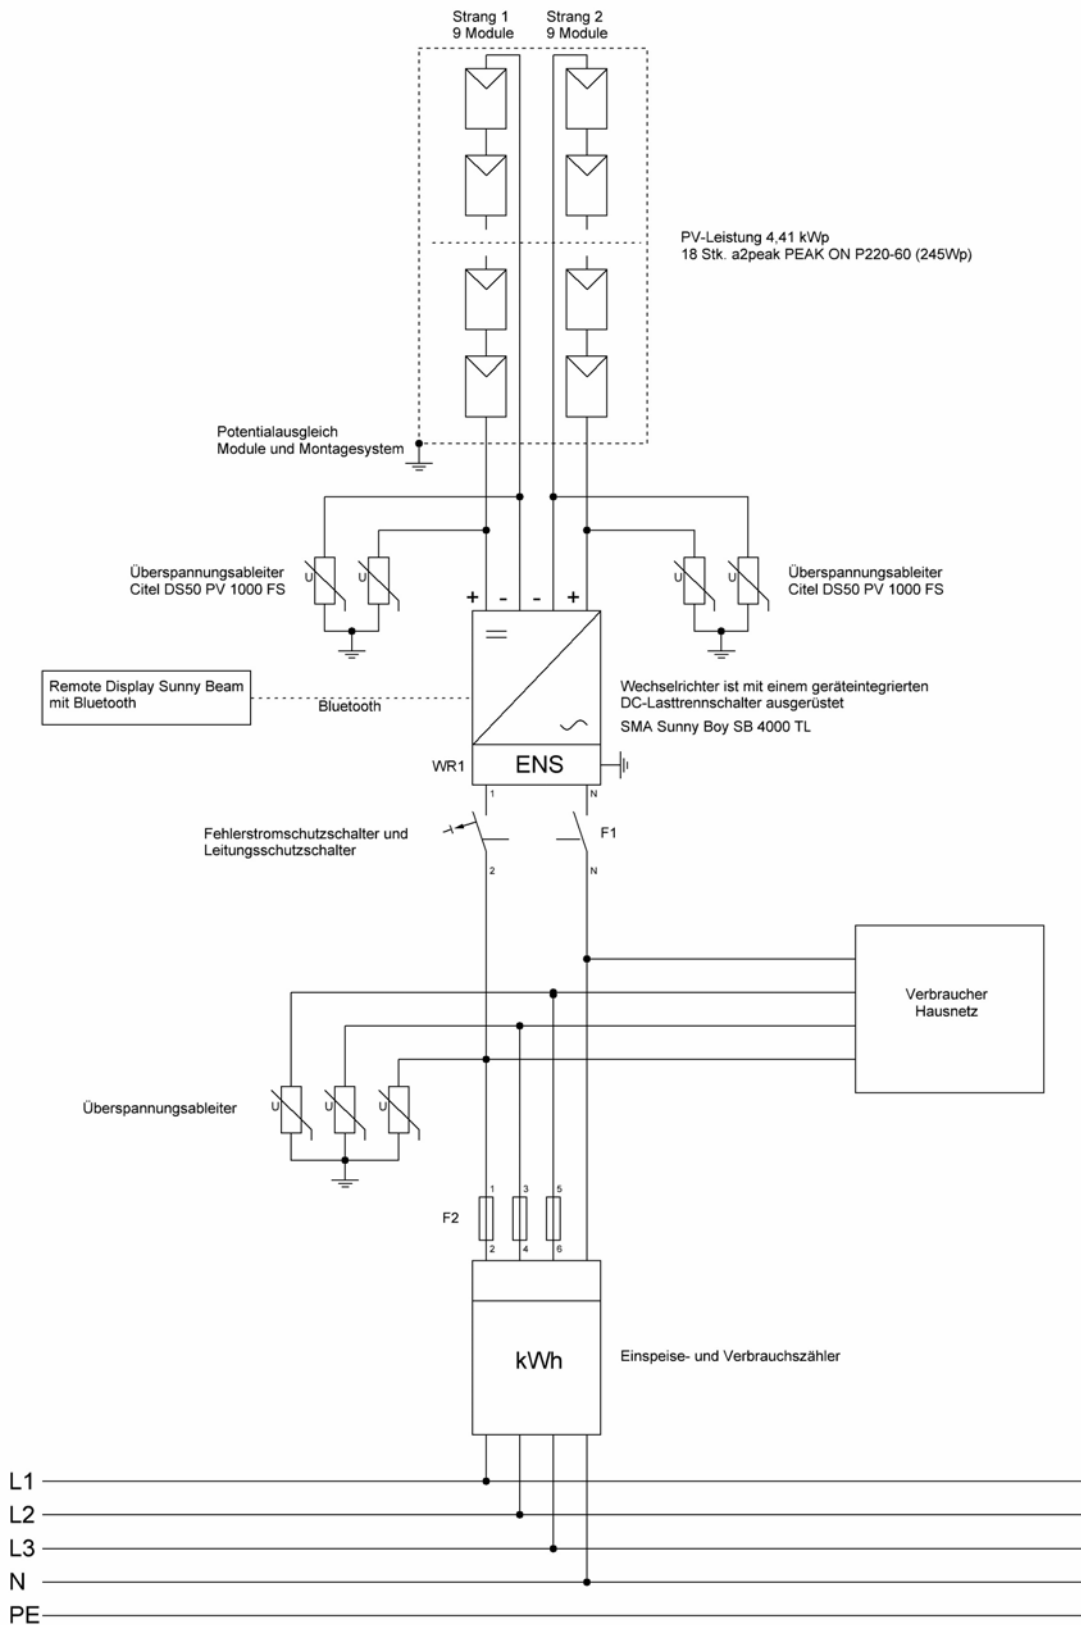 Strang 1
9 Module
Strang 2
9 Module
PV-Leistung 4,41 kWp
18 Stk. a2peak PEAK ON P220-60 (245Wp)
Potentialausgleich
Module und Montagesystem
Überspannungsableiter
Citel DS50 PV 1000 FS
U
U
U
U
Überspannungsableiter
Citel DS50 PV 1000 FS
+ - - +
Remote Display Sunny Beam
mit Bluetooth
Bluetooth
Wechselrichter ist mit einem geräteintegrierten
DC-Lasttrennschalter ausgerüstet
SMA Sunny Boy SB 4000 TL
WR1
ENS
1
N
Fehlerstromschutzschalter und
Leitungsschutzschalter
F1
2
N
Verbraucher
Hausnetz
Überspannungsableiter
U
U
U
1
3
5
F2
2
4
6
kWh
Einspeise- und Verbrauchszähler
L1
L2
L3
N
PE